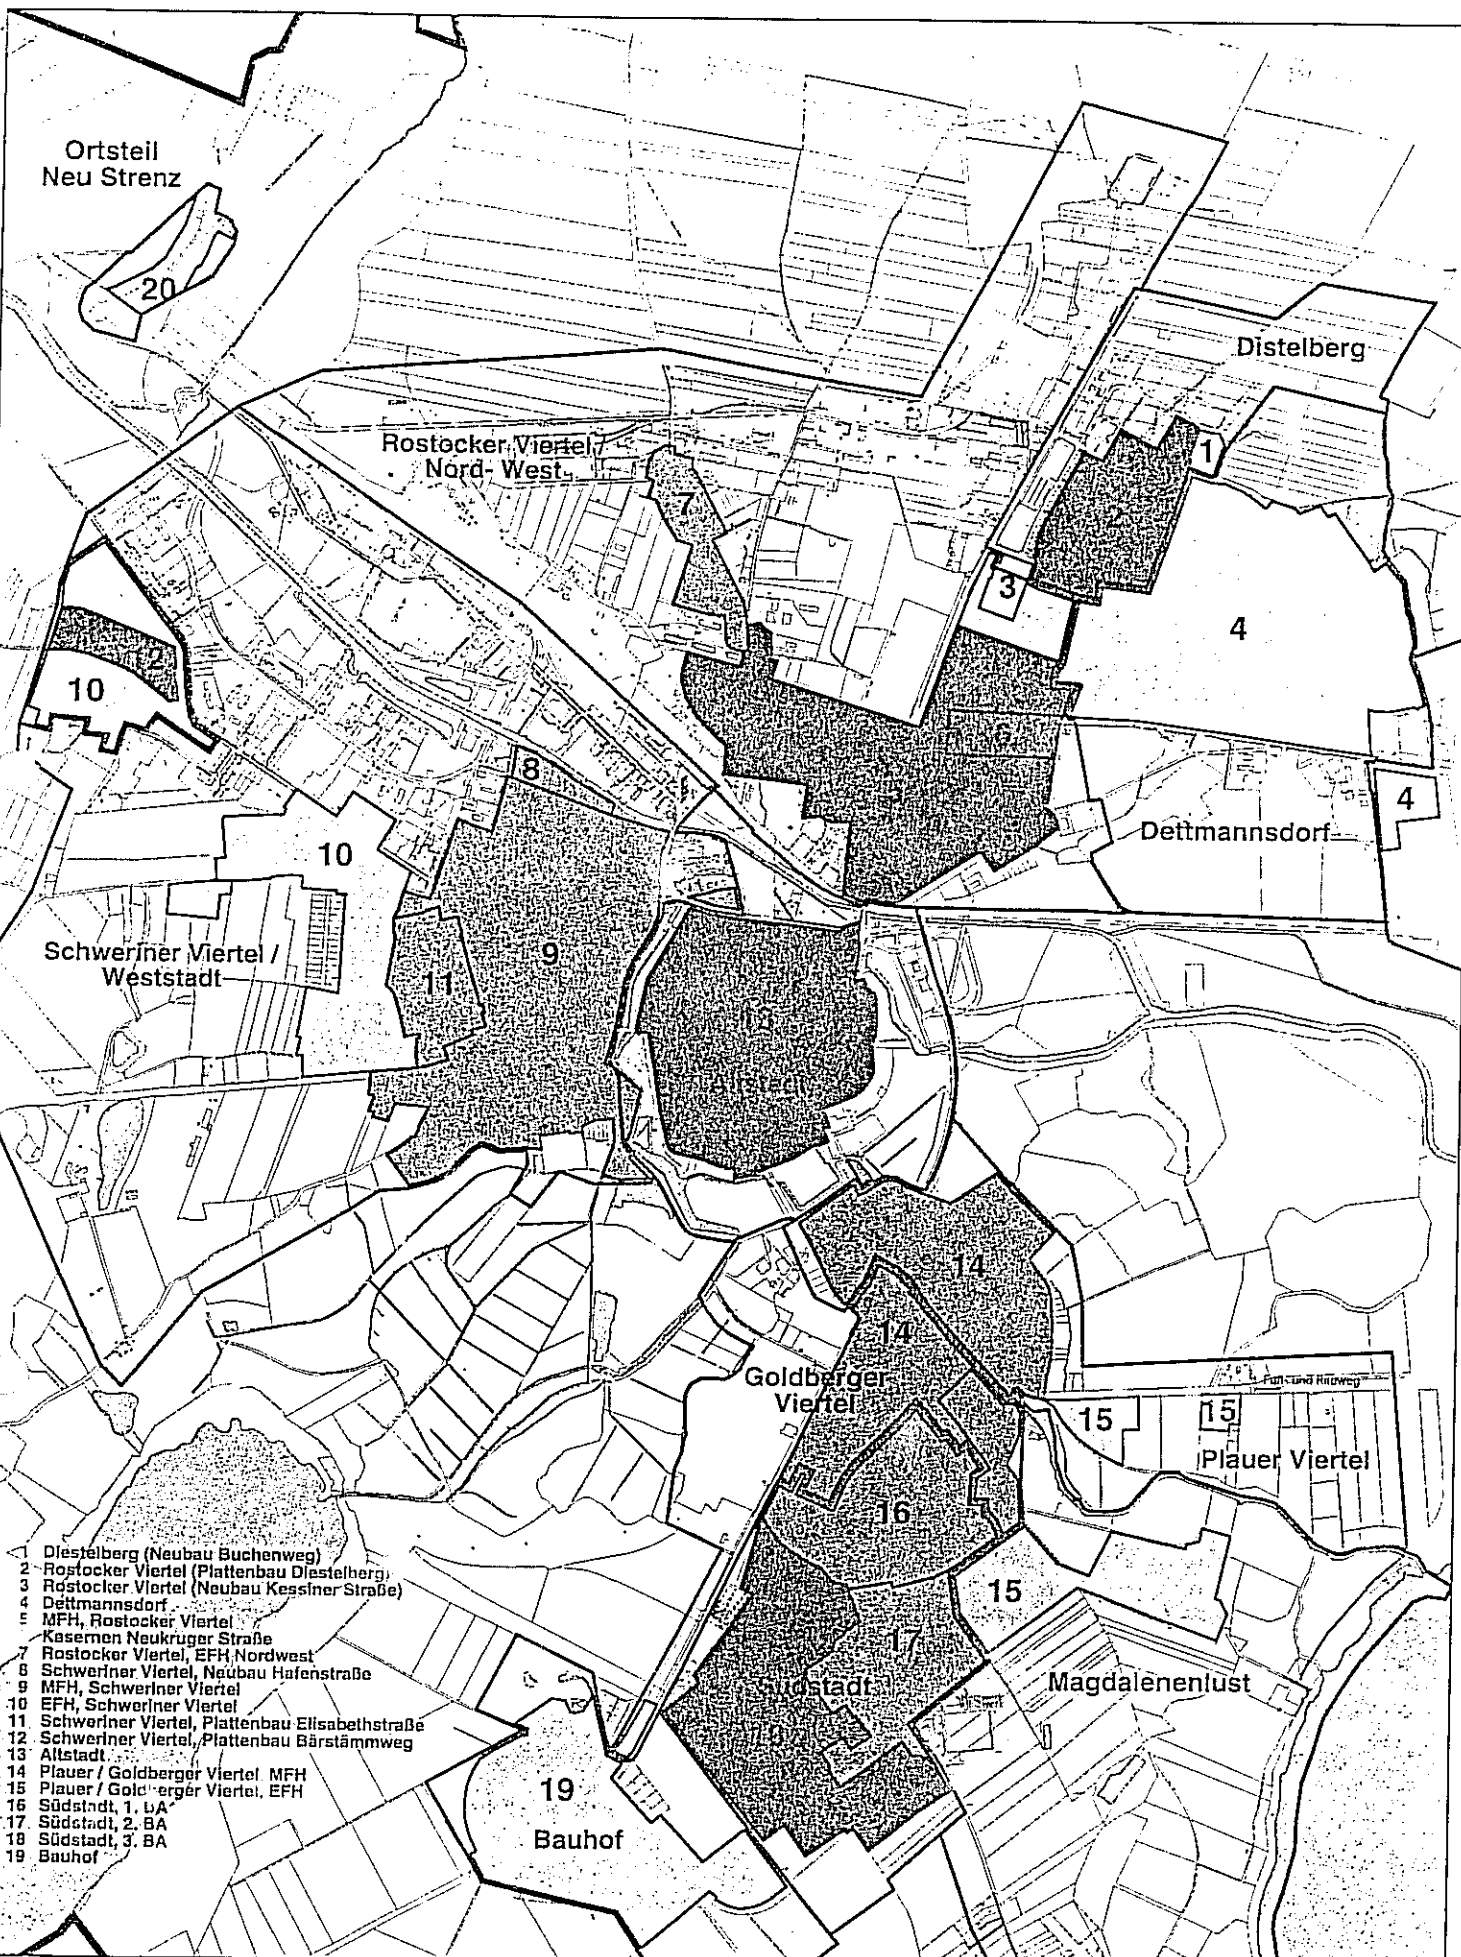 Ortsteil
Neu Strenz
20
Distelberg
Rostocker Viertel /
Nord- West
1
7
2
3
4
12
10
8
4
Dettmannsdorf
10
Schweriner Viertel /
Weststadt
9
11
13
Altstadt
14
14
Goldberger
Viertel
15
15
Plauer Viertel
16
15
17
Südstadt
Magdalenenlust
18
19
Bauhof
1 Diestelberg (Neubau Buchenweg)
2 Rostocker Viertel (Plattenbau Diestelberg)
3 Rostocker Viertel (Neubau Kessiner Straße)
4 Dettmannsdorf
5 MFH, Rostocker Viertel
Kasernen Neukruger Straße
7 Rostocker Viertel, EFH Nordwest
8 Schweriner Viertel, Neubau Hafenstraße
9 MFH, Schweriner Viertel
10 EFH, Schweriner Viertel
11 Schweriner Viertel, Plattenbau Elisabethstraße
12 Schweriner Viertel, Plattenbau Bärstämmweg
13 Altstadt
14 Plauer / Goldberger Viertel MFH
15 Plauer / Goldberger Viertel, EFH
16 Südstadt, 1. BA
17 Südstadt, 2. BA
18 Südstadt, 3. BA
19 Bauhof